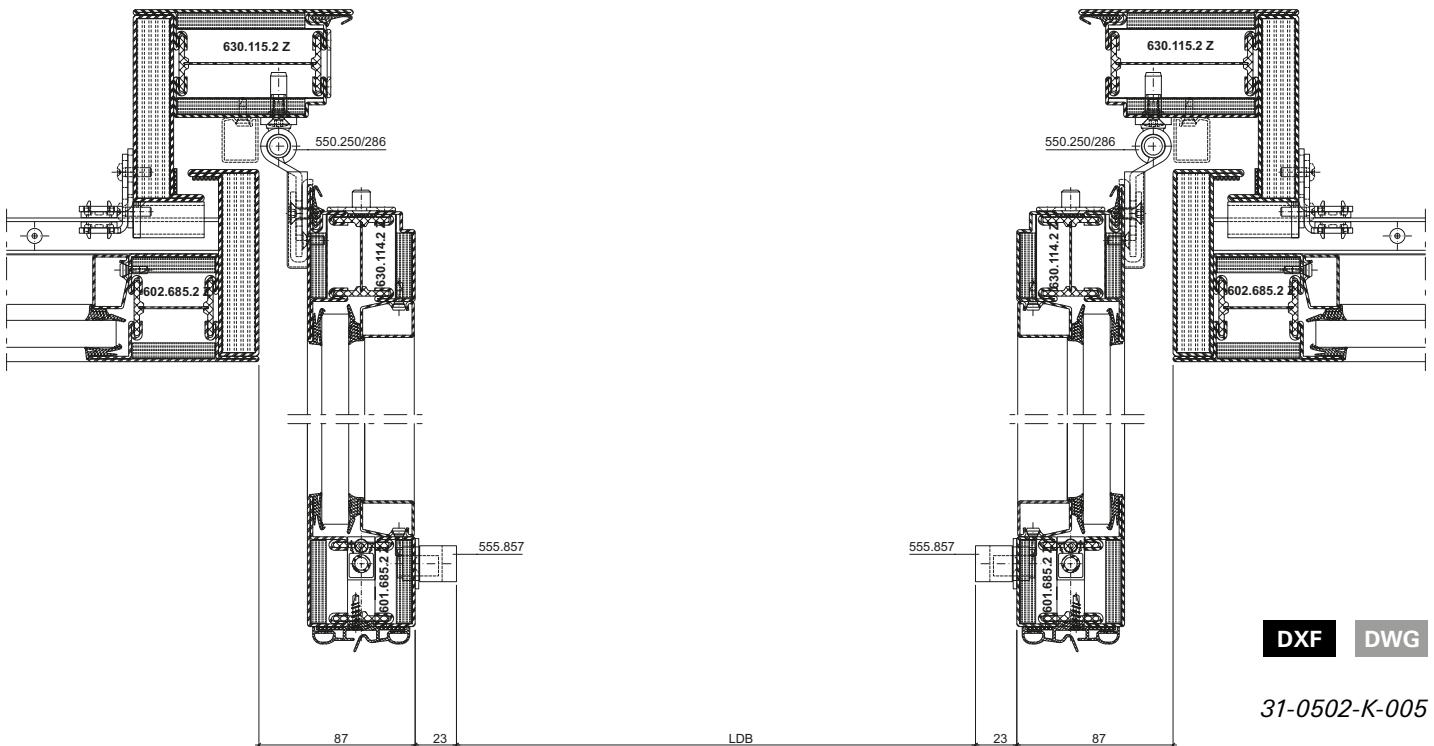 630.115.2 Z
630.115.2 Z
550.250/286
550.250/286
630.114.2 Z
630.114.2 Z
602.685.2 Z
602.685.2 Z
555.857
555.857
601.685.2 Z
601.685.2 Z
DXF
DWG
31-0502-K-005
87
23
LDB
23
87